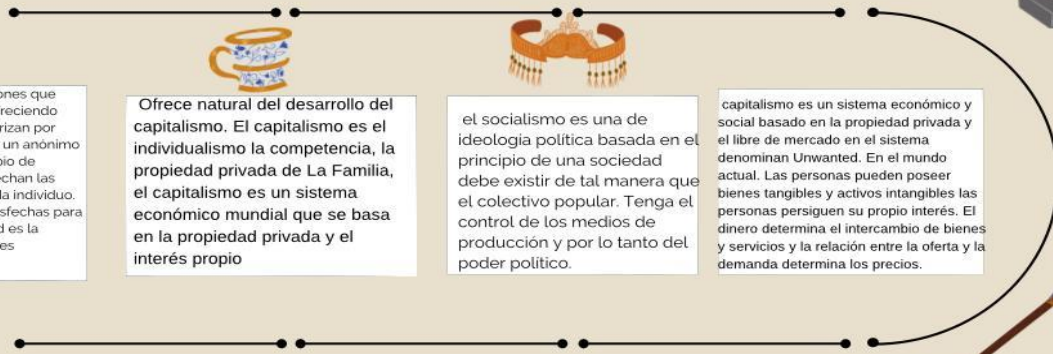 ones que
reciendo
rizan por
un anónimo
io de
chan las
la individuo.
sfechas para
d es la
es
Ofrece natural del desarrollo del
capitalismo. El capitalismo es el
individualismo la competencia, la
propiedad privada de La Familia,
el capitalismo es un sistema
económico mundial que se basa
en la propiedad privada y el
interés propio
el socialismo es una de
ideología política basada en el
principio de una sociedad
debe existir de tal manera que
el colectivo popular. Tenga el
control de los medios de
producción y por lo tanto del
poder político.
capitalismo es un sistema económico y
social basado en la propiedad privada y
el libre de mercado en el sistema
denominan Unwanted. En el mundo
actual. Las personas pueden poseer
bienes tangibles y activos intangibles las
personas persiguen su propio interés. El
dinero determina el intercambio de bienes
y servicios y la relación entre la oferta y la
demanda determina los precios.